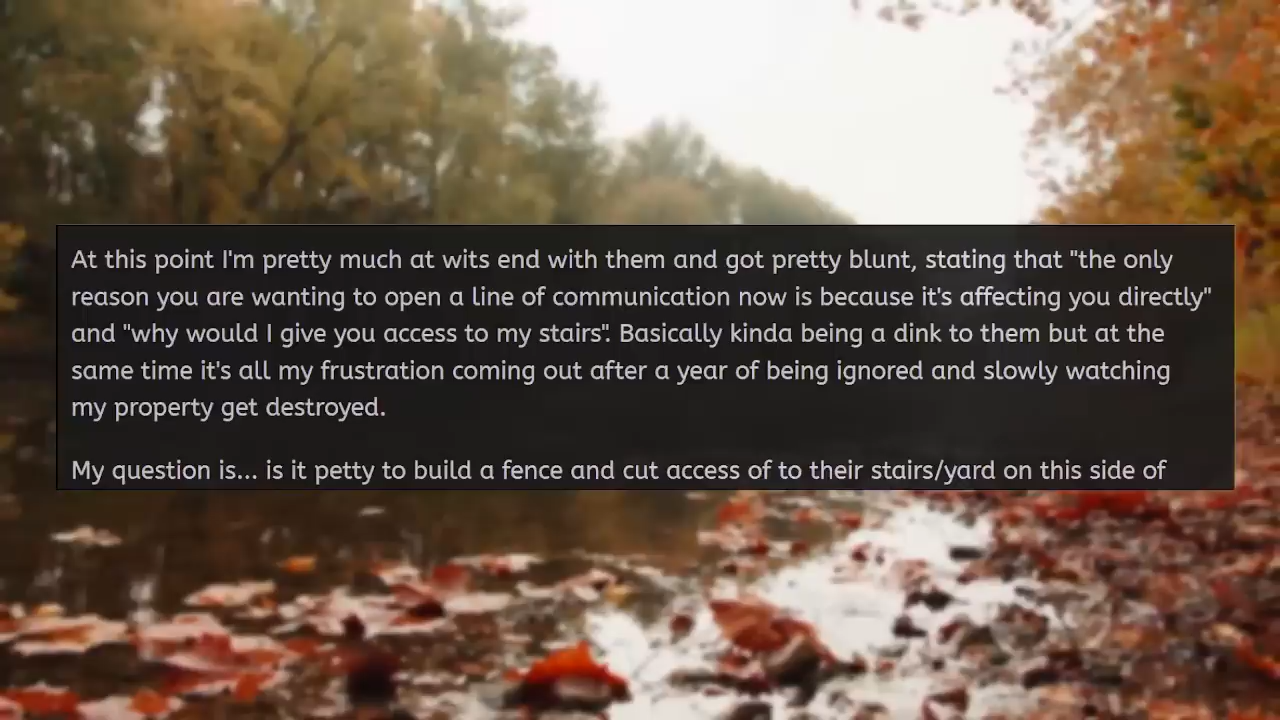 At this point I'm pretty much at wits end with them and got pretty blunt, stating that "the only
reason you are wanting to open a line of communication now is because it's affecting you directly"
and "why would I give you access to my stairs". Basically kinda being a dink to them but at the
same time it's all my frustration coming out after a year of being ignored and slowly watching
my property get destroyed.
My question is... is it petty to build a fence and cut access of to their stairs/yard on this side of